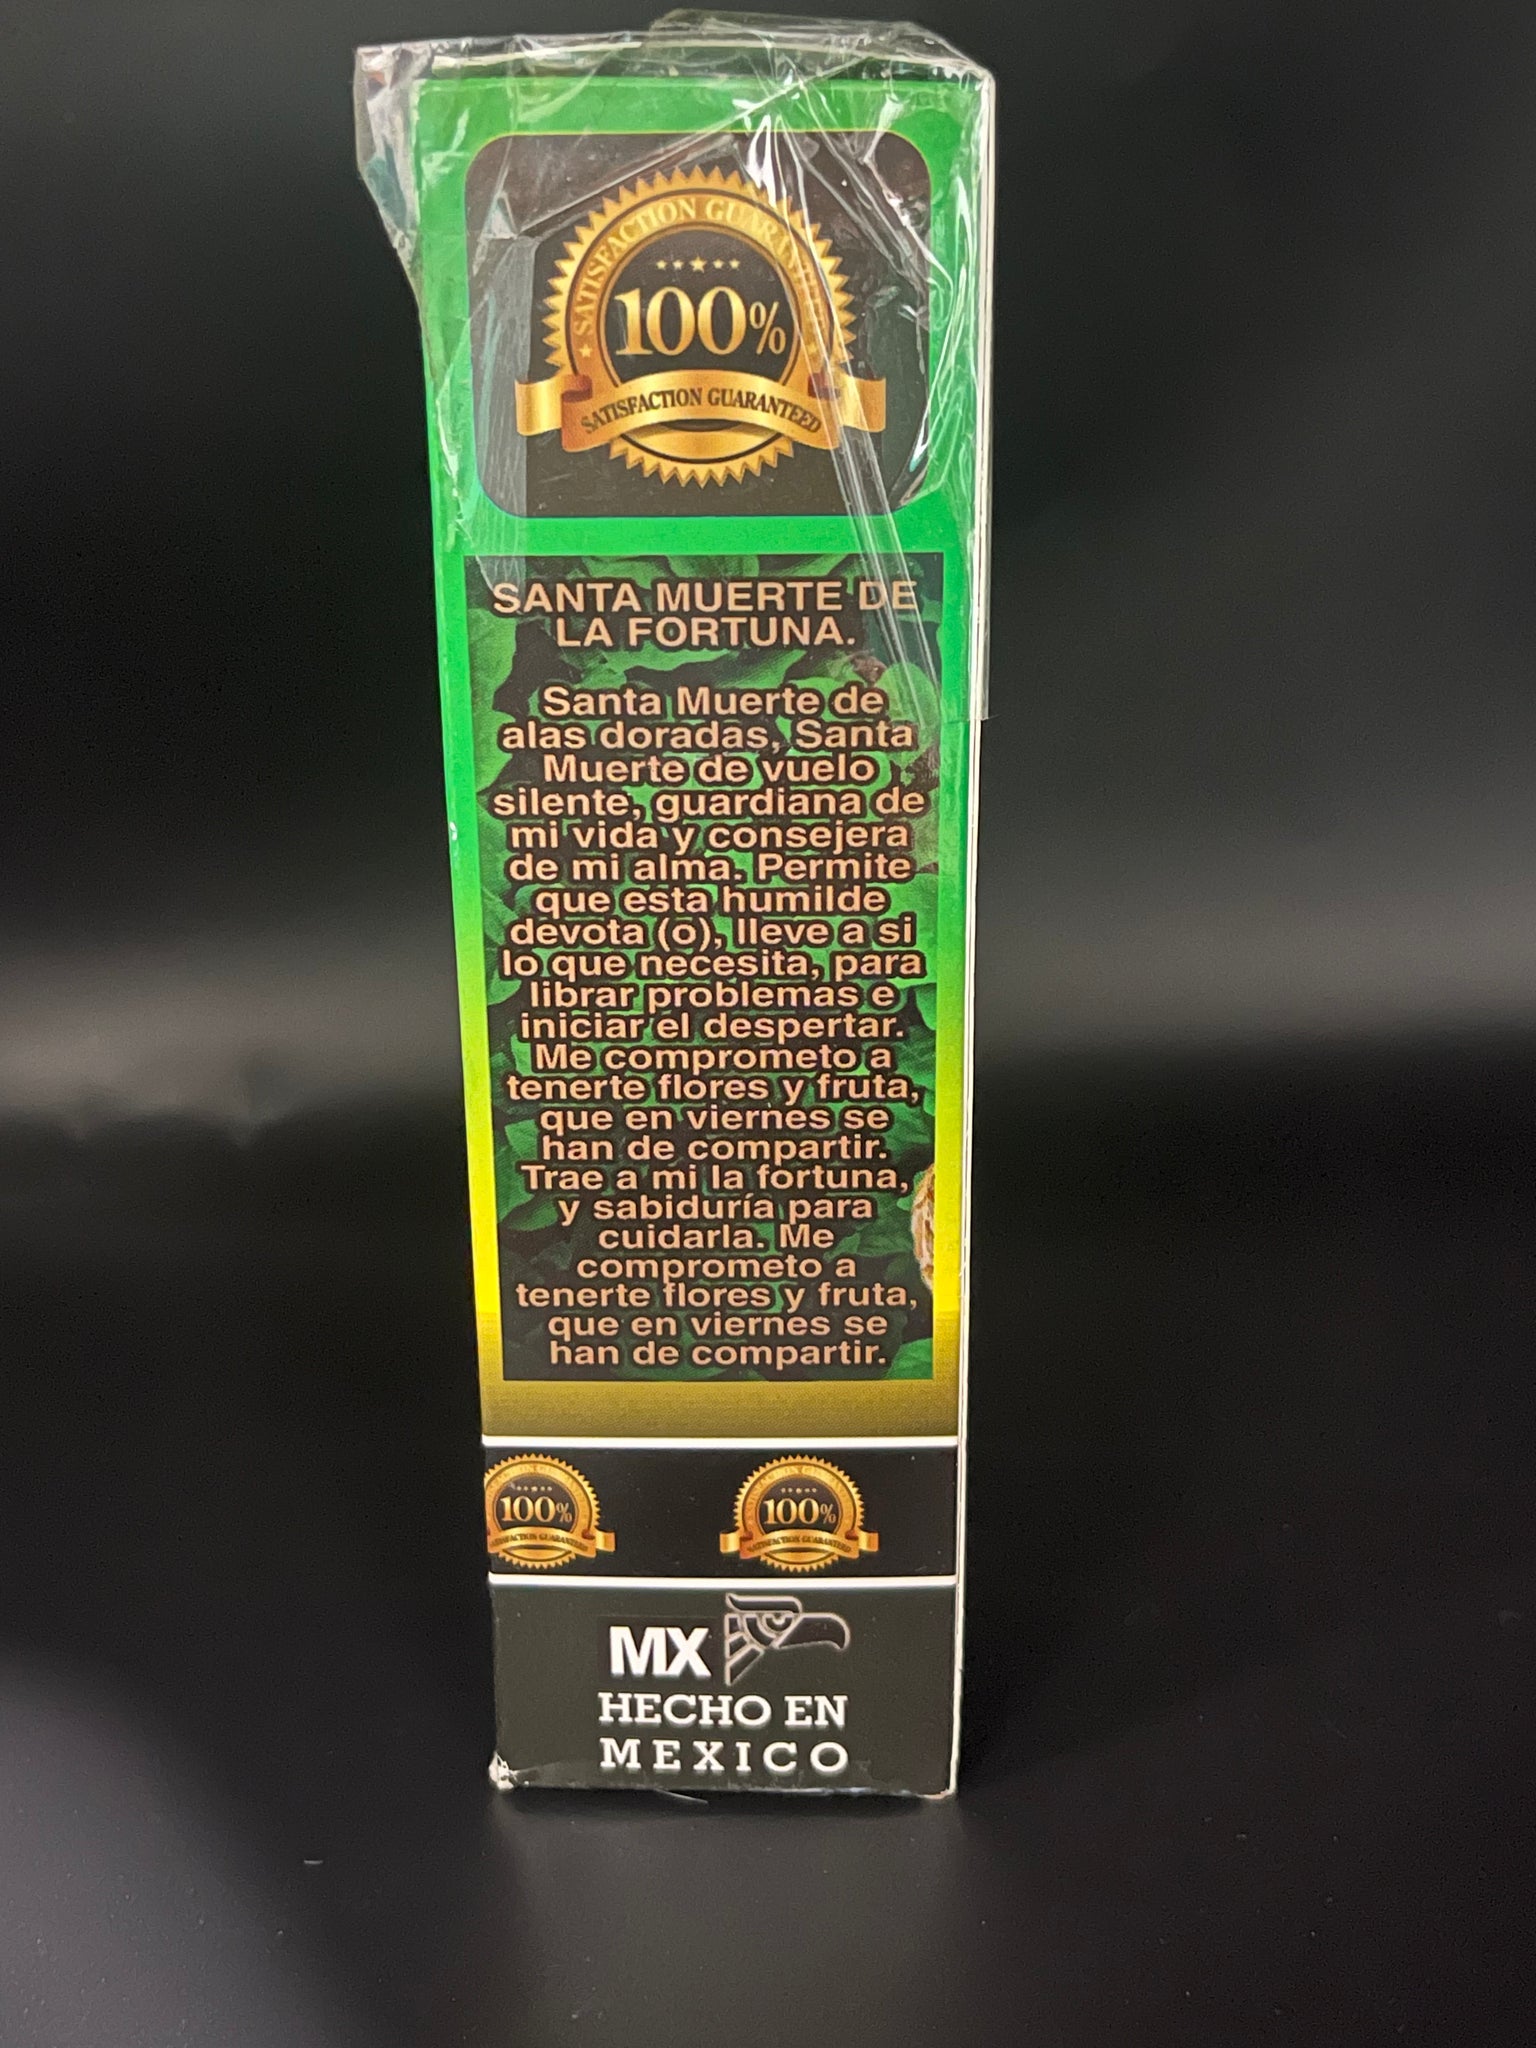 SATISFACTION GUARANTEED
100%
SATISFACTION GUARANTEED
SANTA MUERTE DE
LA FORTUNA.
Santa Muerte de
alas doradas, Santa
Muerte de vuelo
silente, guardiana de
mi vida y consejera
de mi alma. Permite
que esta humilde
devota (o), lleve a si
lo que necesita, para
librar problemas e
iniciar el despertar.
Me comprometo a
tenerte flores y fruta,
que en viernes se
han de compartir.
Trae a mi la fortuna,
y sabiduría para
cuidarla. Me
comprometo a
tenerte flores y fruta,
que en viernes se
han de compartir.
100%
SATISFACTION GUARANTEED
100%
SATISFACTION GUARANTEED
MX
HECHO EN
MEXICO